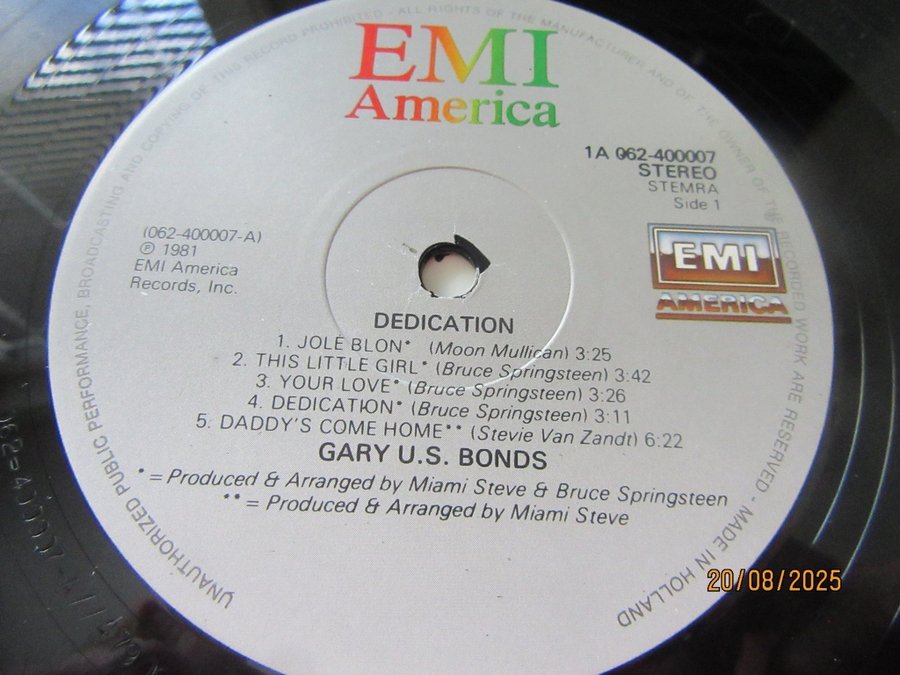 EMI
America
1A 062-400007
STEREO
STEMRA
Side 1
(062-400007-A)
℗ 1981
EMI America
Records, Inc.
EMI
AMERICA
DEDICATION
1. JOLÉ BLON* (Moon Mullican) 3:25
2. THIS LITTLE GIRL* (Bruce Springsteen) 3:42
3. YOUR LOVE* (Bruce Springsteen) 3:26
4. DEDICATION* (Bruce Springsteen) 3:11
5. DADDY'S COME HOME** (Stevie Van Zandt) 6:22
GARY U.S. BONDS
* = Produced & Arranged by Miami Steve & Bruce Springsteen
** = Produced & Arranged by Miami Steve
UNAUTHORIZED PUBLIC PERFORMANCE, BROADCASTING AND COPYING OF THIS RECORD PROHIBITED - ALL RIGHTS OF THE MANUFACTURER AND OF THE OWNER OF THE RECORDED WORK ARE RESERVED - MADE IN HOLLAND
20/08/2025